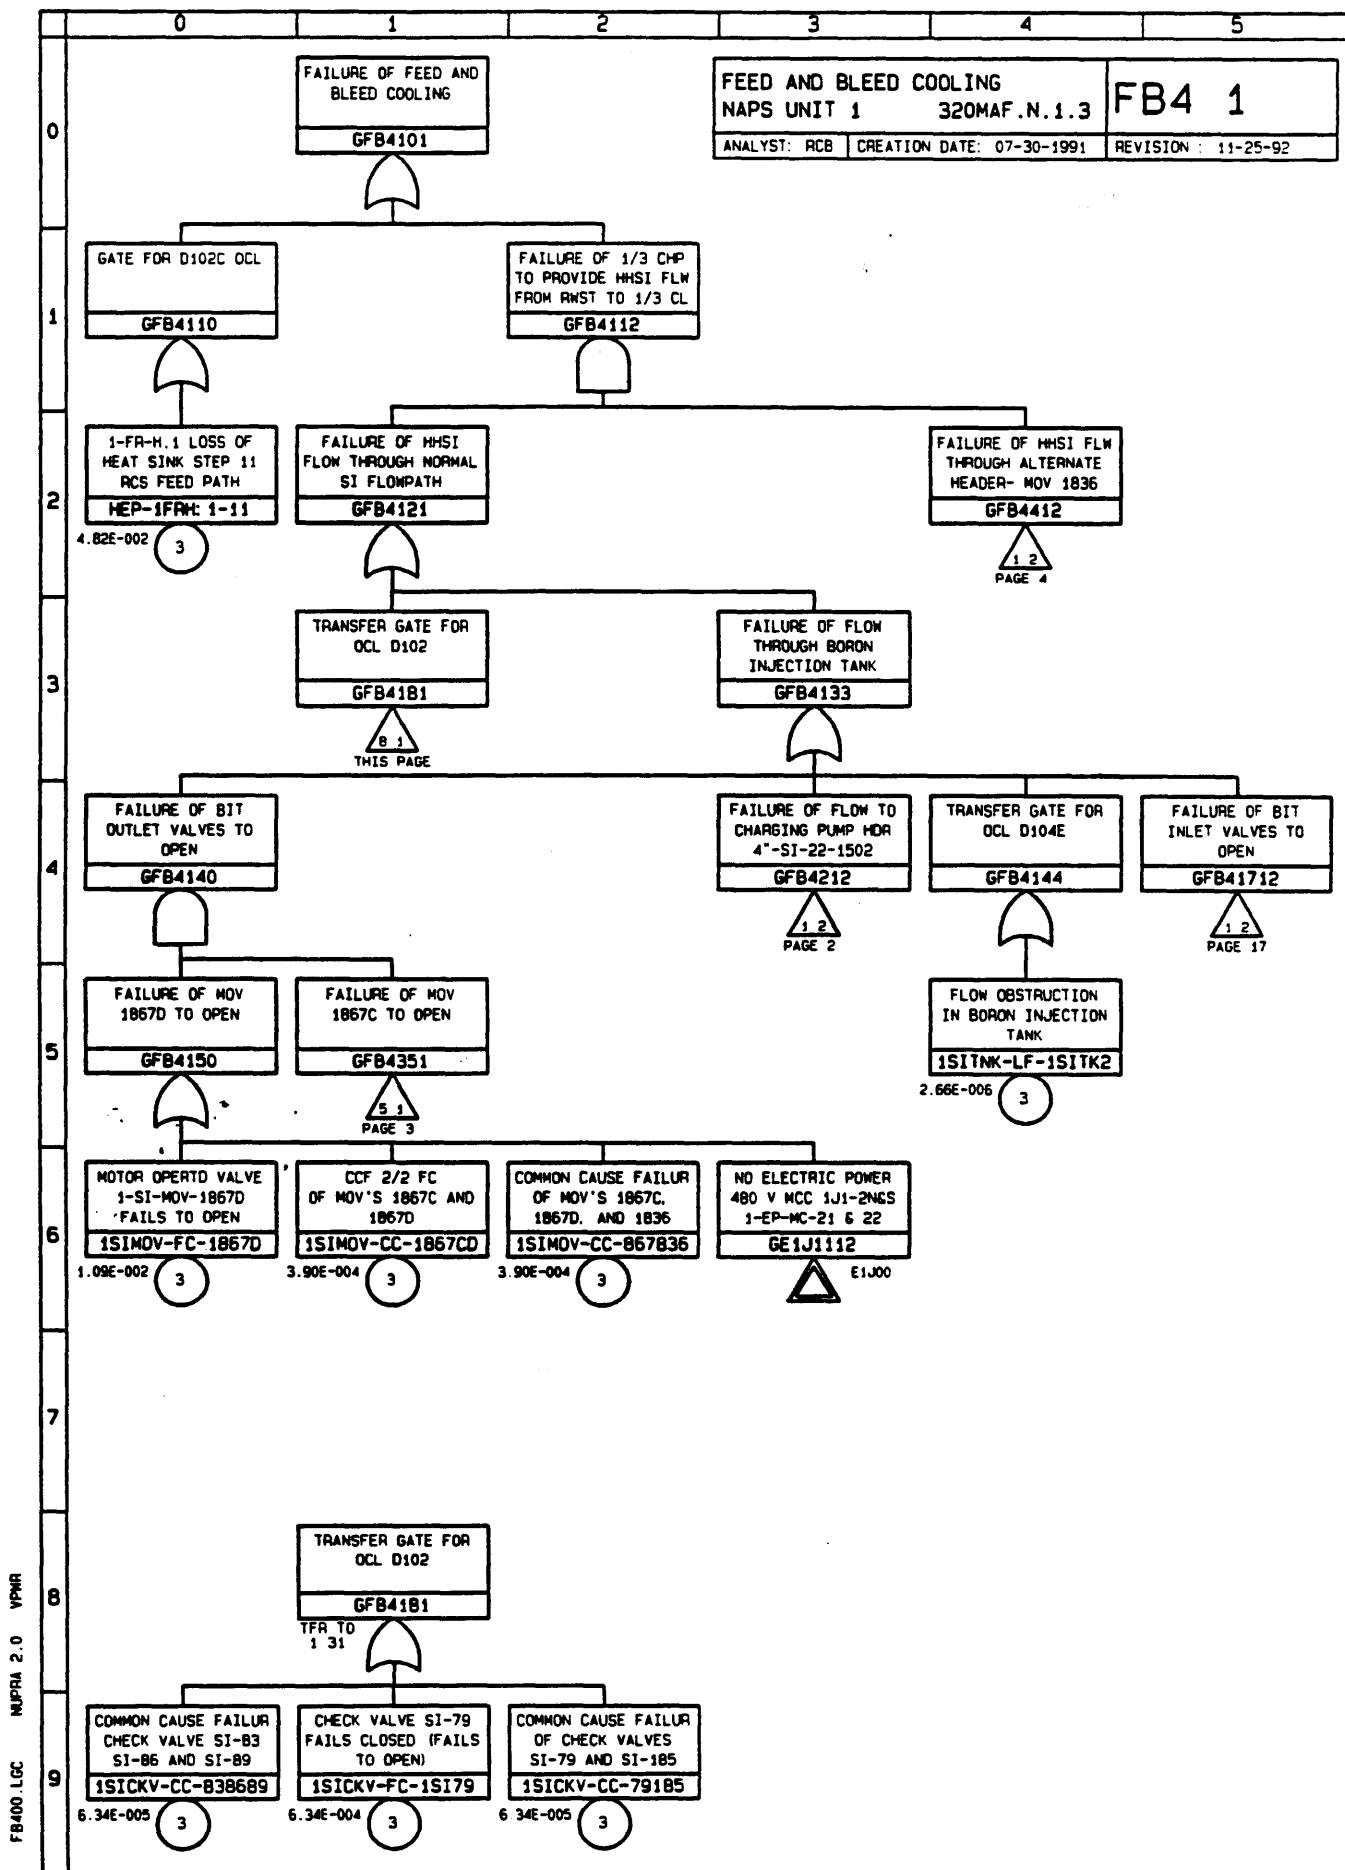 0 1 2 3 4 5
FEED AND BLEED COOLING
NAPS UNIT 1 320MAF.N.1.3
FB4 1
ANALYST: RCB CREATION DATE: 07-30-1991 REVISION : 11-25-92
0
FAILURE OF FEED AND
BLEED COOLING
GFB4101
1
GATE FOR D102C OCL
GFB4110
FAILURE OF 1/3 CHP
TO PROVIDE HHSI FLW
FROM RWST TO 1/3 CL
GFB4112
2
1-FR-H.1 LOSS OF
HEAT SINK STEP 11
RCS FEED PATH
HEP-1FRH: 1-11
4.82E-002
3
FAILURE OF HHSI
FLOW THROUGH NORMAL
SI FLOWPATH
GFB4121
FAILURE OF HHSI FLW
THROUGH ALTERNATE
HEADER- MOV 1836
GFB4412
1 2
PAGE 4
3
TRANSFER GATE FOR
OCL D102
GFB41B1
8 1
THIS PAGE
FAILURE OF FLOW
THROUGH BORON
INJECTION TANK
GFB4133
4
FAILURE OF BIT
OUTLET VALVES TO
OPEN
GFB4140
FAILURE OF FLOW TO
CHARGING PUMP HDR
4"-SI-22-1502
GFB4212
1 2
PAGE 2
TRANSFER GATE FOR
OCL D104E
GFB4144
FAILURE OF BIT
INLET VALVES TO
OPEN
GFB41712
1 2
PAGE 17
5
FAILURE OF MOV
1867D TO OPEN
GFB4150
FAILURE OF MOV
1867C TO OPEN
GFB4351
5 1
PAGE 3
FLOW OBSTRUCTION
IN BORON INJECTION
TANK
1SITNK-LF-1SITK2
2.66E-006
3
6
MOTOR OPERTD VALVE
1-SI-MOV-1867D
FAILS TO OPEN
1SIMOV-FC-1867D
1.09E-002
3
CCF 2/2 FC
OF MOV'S 1867C AND
1867D
1SIMOV-CC-1867CD
3.90E-004
3
COMMON CAUSE FAILUR
OF MOV'S 1867C.
1867D. AND 1836
1SIMOV-CC-867836
3.90E-004
3
NO ELECTRIC POWER
480 V MCC 1J1-2N&S
1-EP-MC-21 & 22
GE1J1112
E1J00
7
8
TRANSFER GATE FOR
OCL D102
GFB41B1
TFR TO
1 31
9
COMMON CAUSE FAILUR
CHECK VALVE SI-83
SI-86 AND SI-89
1SICKV-CC-838689
6.34E-005
3
CHECK VALVE SI-79
FAILS CLOSED (FAILS
TO OPEN)
1SICKV-FC-1SI79
6.34E-004
3
COMMON CAUSE FAILUR
OF CHECK VALVES
SI-79 AND SI-185
1SICKV-CC-79185
6.34E-005
3
FB400.LGC NUPRA 2.0 VPWR